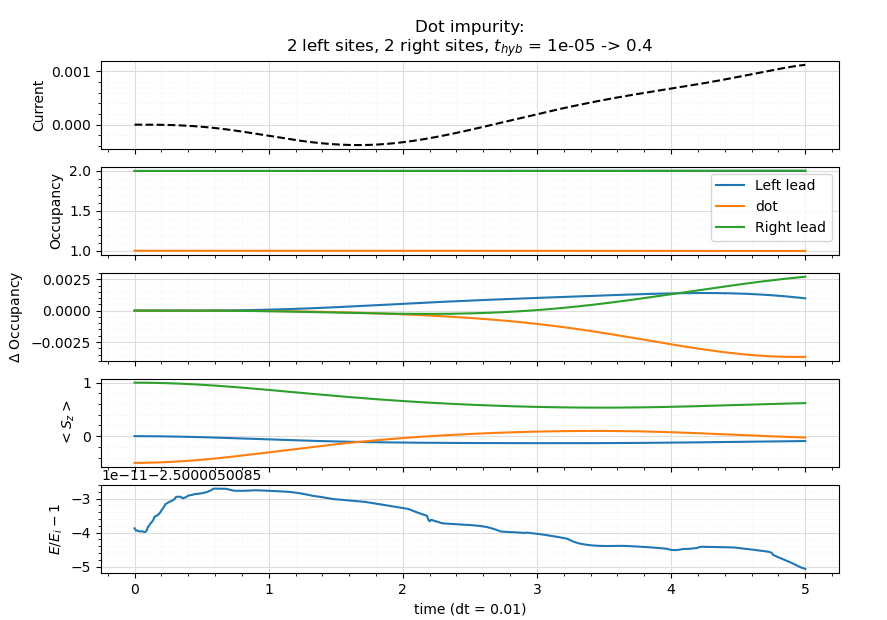 Dot impurity:
2 left sites, 2 right sites, $t_{hyb}$ = 1e-05 -> 0.4
Current
0.001
0.000
Occupancy
2.0
1.5
1.0
Left lead
dot
Right lead
Δ Occupancy
0.0025
0.0000
−0.0025
< $S_z$ >
1
0
1e-11−2.5000050085
$E/E_i - 1$
−3
−4
−5
0 1 2 3 4 5
time (dt = 0.01)